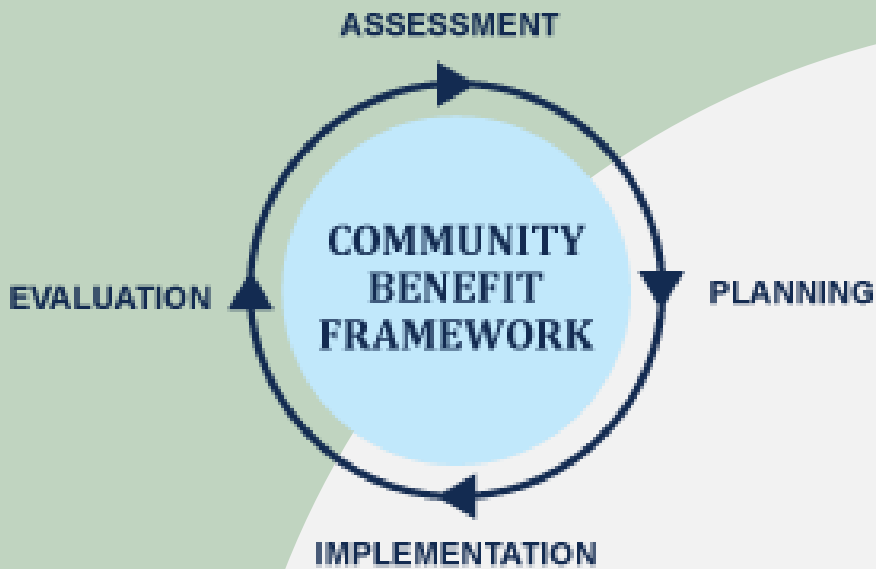 ASSESSMENT
COMMUNITY
BENEFIT
FRAMEWORK
EVALUATION
PLANNING
IMPLEMENTATION